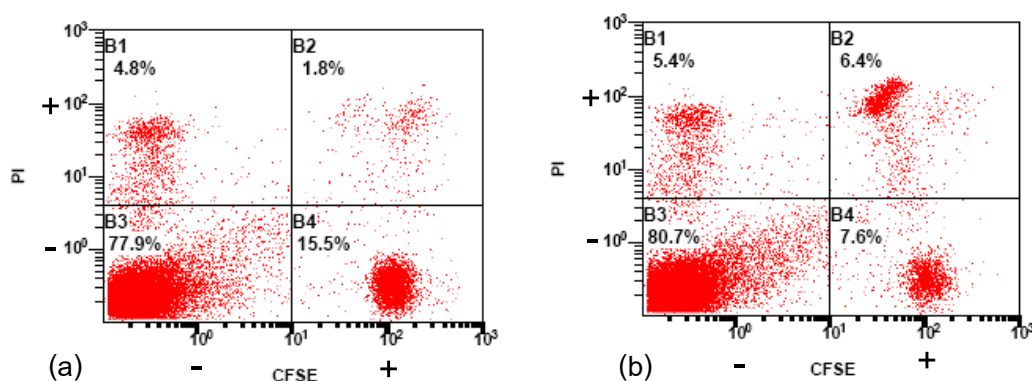 10³
B1
4.8%
B2
1.8%
+
10²
PI
10¹
B3
77.9%
B4
15.5%
-
10⁰
10⁰
10²
10³
(a)
-
CFSE
+
10³
B1
5.4%
B2
6.4%
+
10²
PI
10¹
B3
80.7%
B4
7.6%
-
10⁰
10⁰
10²
10³
(b)
-
CFSE
+